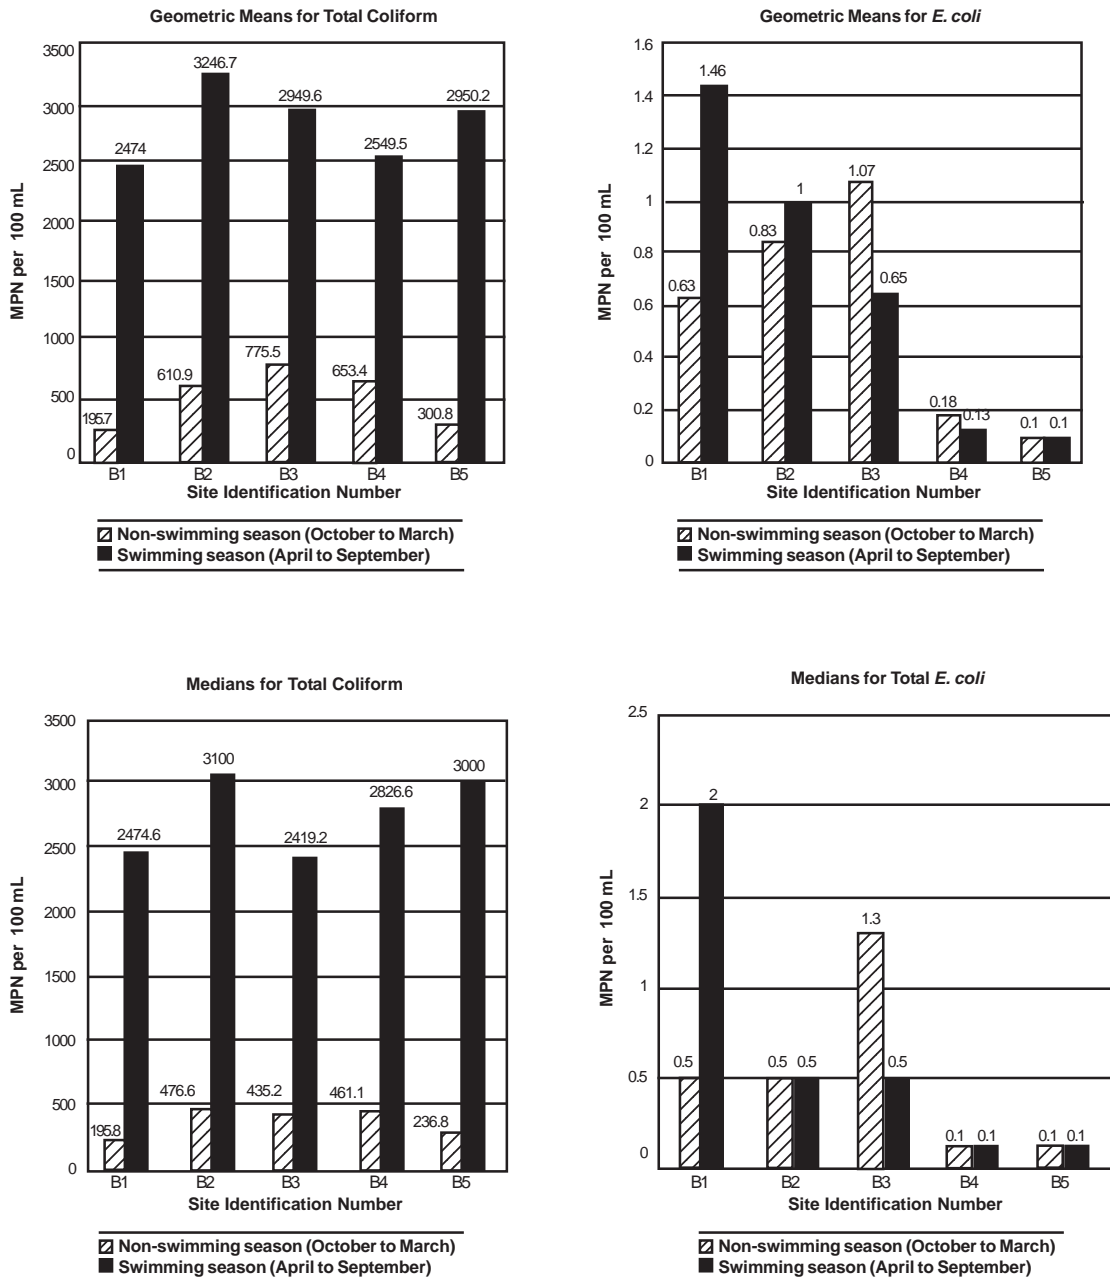 Geometric Means for Total Coliform
3500
3000
2500
2000
1500
1000
500
0
MPN per 100 mL
195.7
2474
610.9
3246.7
775.5
2949.6
653.4
2549.5
300.8
2950.2
B1 B2 B3 B4 B5
Site Identification Number
Non-swimming season (October to March)
Swimming season (April to September)
Geometric Means for E. coli
1.6
1.4
1.2
1
0.8
0.6
0.4
0.2
0
MPN per 100 mL
0.63
1.46
0.83
1
1.07
0.65
0.18
0.13
0.1
0.1
B1 B2 B3 B4 B5
Site Identification Number
Non-swimming season (October to March)
Swimming season (April to September)
Medians for Total Coliform
3500
3000
2500
2000
1500
1000
500
0
MPN per 100 mL
195.8
2474.6
476.6
3100
435.2
2419.2
461.1
2826.6
236.8
3000
B1 B2 B3 B4 B5
Site Identification Number
Non-swimming season (October to March)
Swimming season (April to September)
Medians for Total E. coli
2.5
2
1.5
1
0.5
0
MPN per 100 mL
0.5
2
0.5
0.5
1.3
0.5
0.1
0.1
0.1
0.1
B1 B2 B3 B4 B5
Site Identification Number
Non-swimming season (October to March)
Swimming season (April to September)